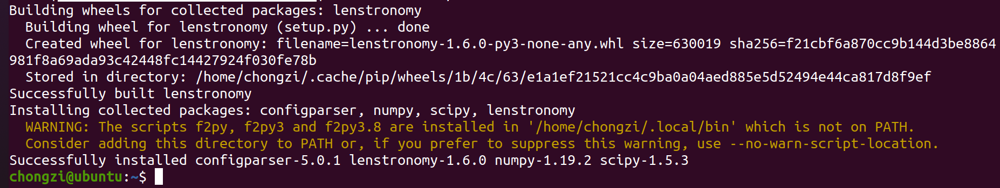 Building wheels for collected packages: lenstronomy
  Building wheel for lenstronomy (setup.py) ... done
  Created wheel for lenstronomy: filename=lenstronomy-1.6.0-py3-none-any.whl size=630019 sha256=f21cbf6a870cc9b144d3be8864
981f8a69ada93c42448fc14427924f030fe78b
  Stored in directory: /home/chongzi/.cache/pip/wheels/1b/4c/63/e1a1ef21521cc4c9ba0a04aed885e5d52494e44ca817d8f9ef
Successfully built lenstronomy
Installing collected packages: configparser, numpy, scipy, lenstronomy
  WARNING: The scripts f2py, f2py3 and f2py3.8 are installed in '/home/chongzi/.local/bin' which is not on PATH.
  Consider adding this directory to PATH or, if you prefer to suppress this warning, use --no-warn-script-location.
Successfully installed configparser-5.0.1 lenstronomy-1.6.0 numpy-1.19.2 scipy-1.5.3
chongzi@ubuntu:~$